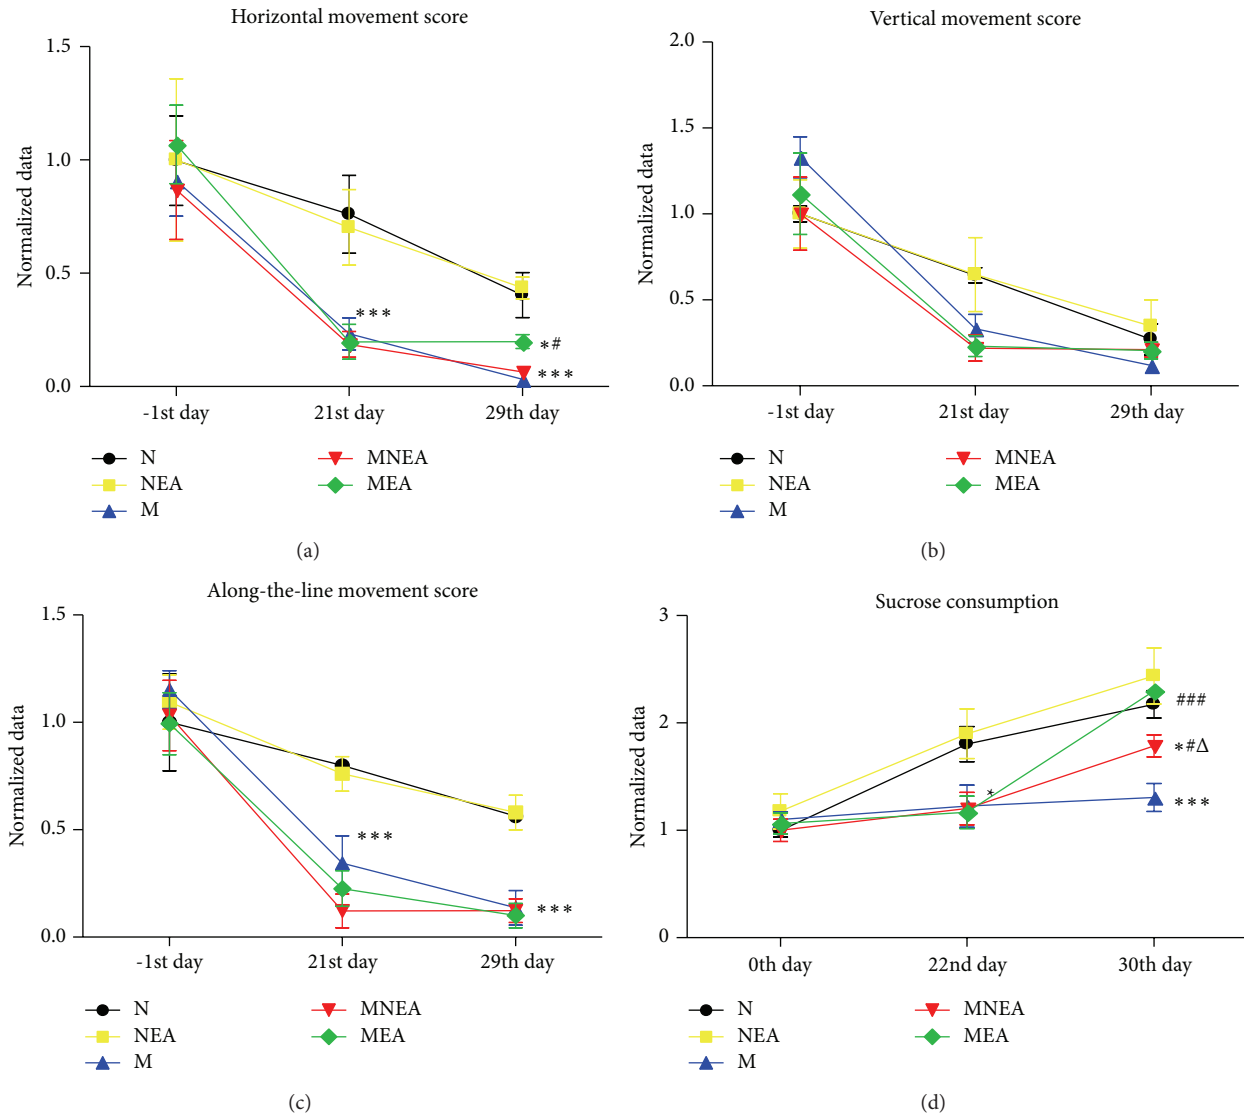 Horizontal movement score
1.5
1.0
0.5
0.0
Normalized data
***
*#
***
-1st day 21st day 29th day
N MNEA
NEA MEA
M
(a)
Vertical movement score
2.0
1.5
1.0
0.5
0.0
Normalized data
-1st day 21st day 29th day
N MNEA
NEA MEA
M
(b)
Along-the-line movement score
1.5
1.0
0.5
0.0
Normalized data
***
***
-1st day 21st day 29th day
N MNEA
NEA MEA
M
(c)
Sucrose consumption
3
2
1
0
Normalized data
###
*#Δ
*
***
0th day 22nd day 30th day
N MNEA
NEA MEA
M
(d)